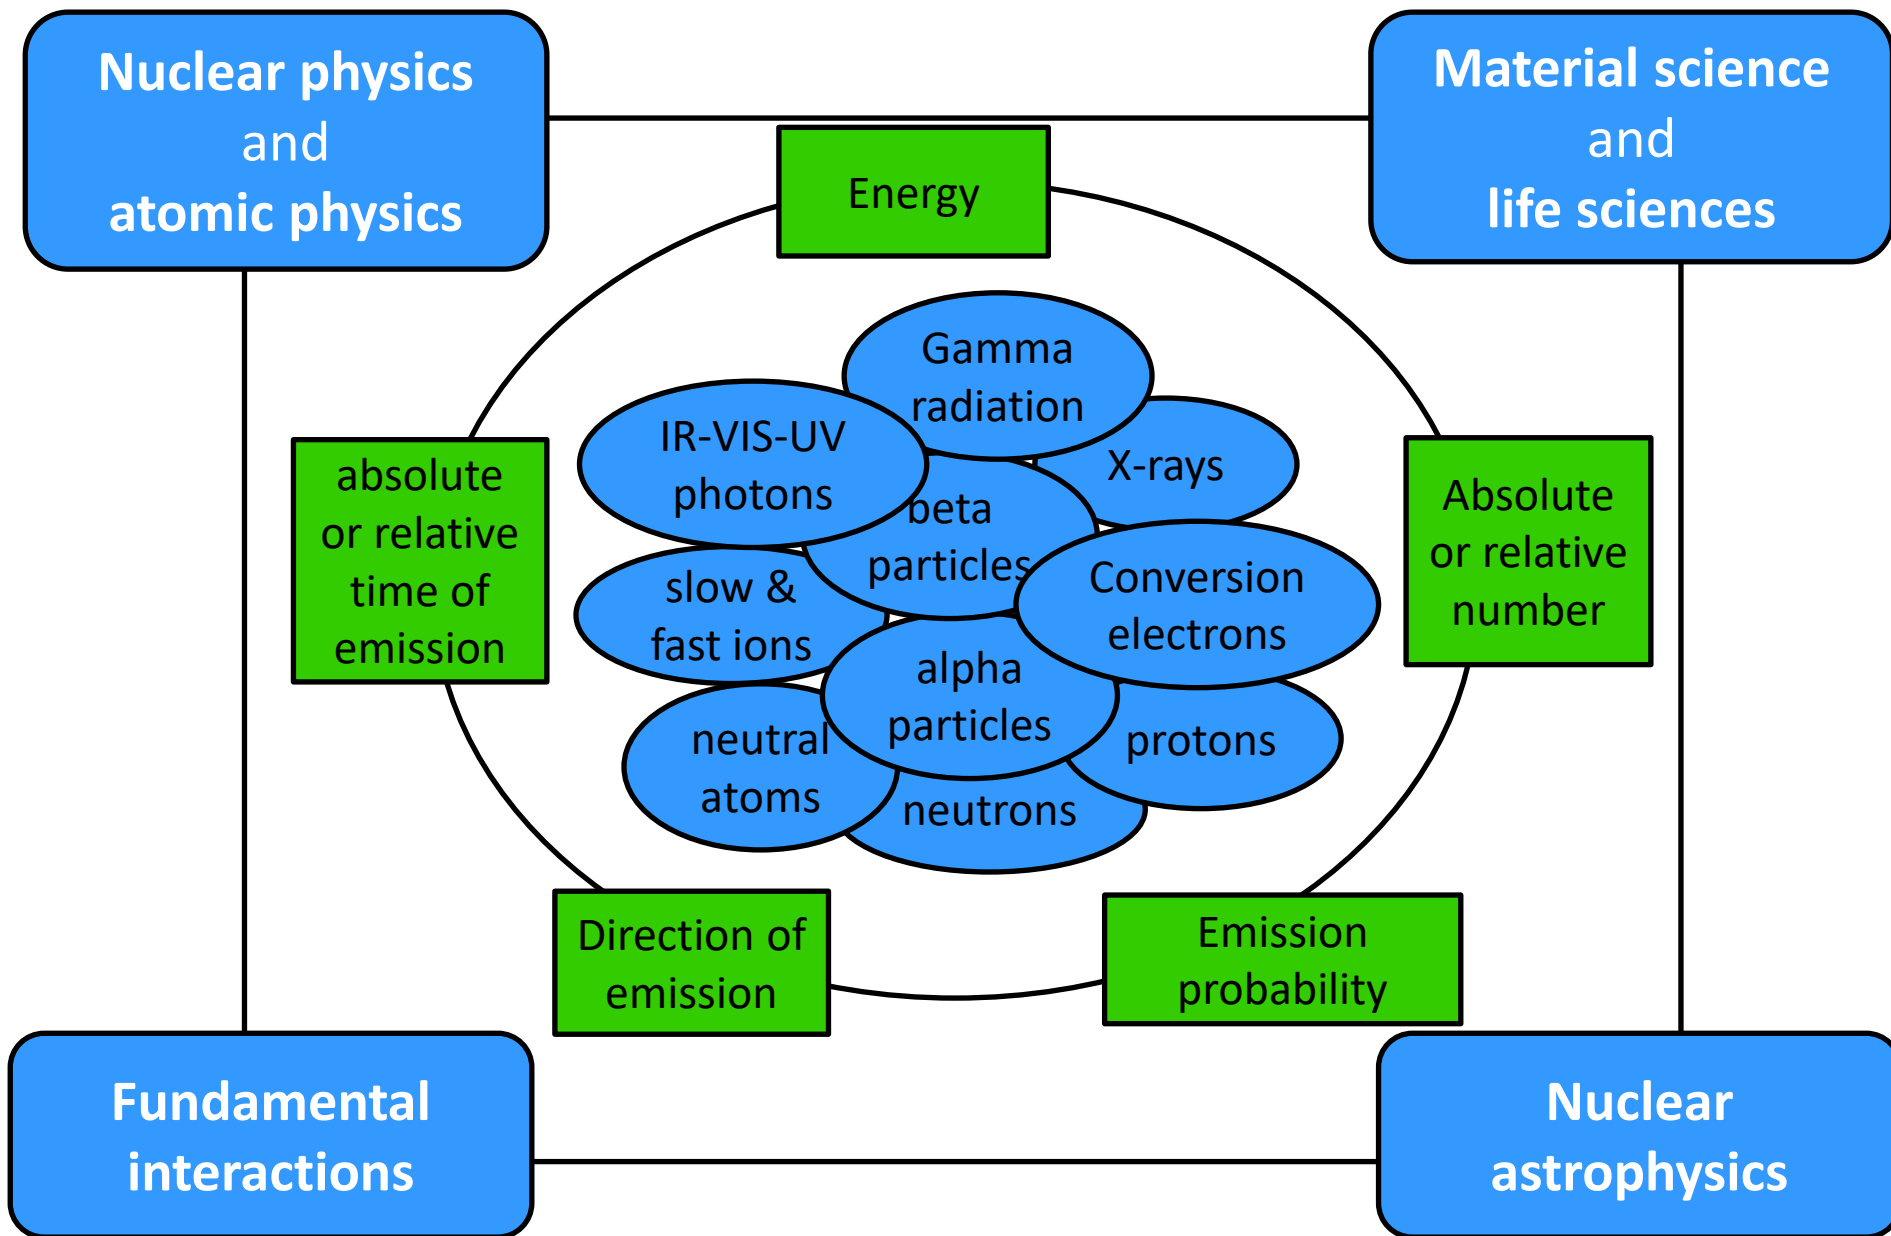 Nuclear physics
and
atomic physics
Material science
and
life sciences
Energy
Gamma
radiation
IR-VIS-UV
photons
X-rays
beta
particles
absolute
or relative
time of
emission
Absolute
or relative
number
slow &
fast ions
Conversion
electrons
alpha
particles
neutral
atoms
protons
neutrons
Direction of
emission
Emission
probability
Fundamental
interactions
Nuclear
astrophysics